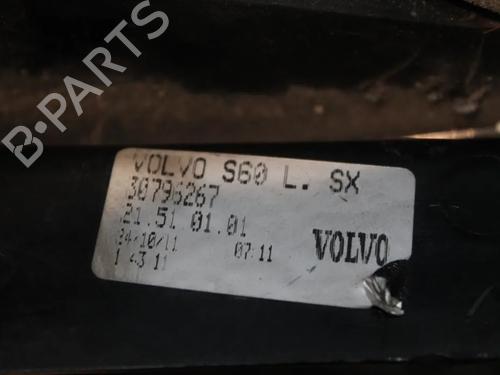 B-PARTS
VOLVO S60 L. SX
30796267
21.51 01.01
24/10/11 07:11
VOLVO